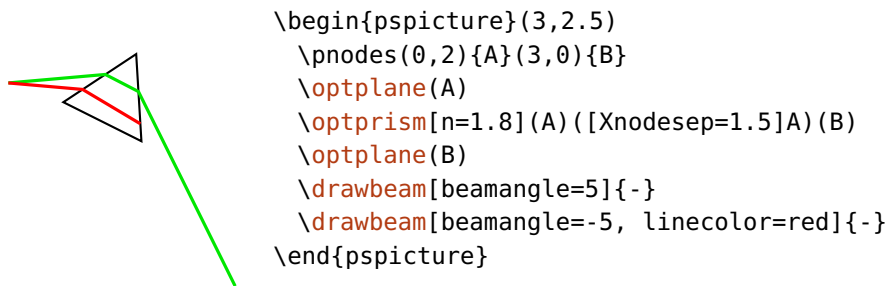 \begin{pspicture}(3,2.5)
  \pnodes(0,2){A}(3,0){B}
  \optplane(A)
  \optprism[n=1.8](A)([Xnodesep=1.5]A)(B)
  \optplane(B)
  \drawbeam[beamangle=5]{-}
  \drawbeam[beamangle=-5, linecolor=red]{-}
\end{pspicture}